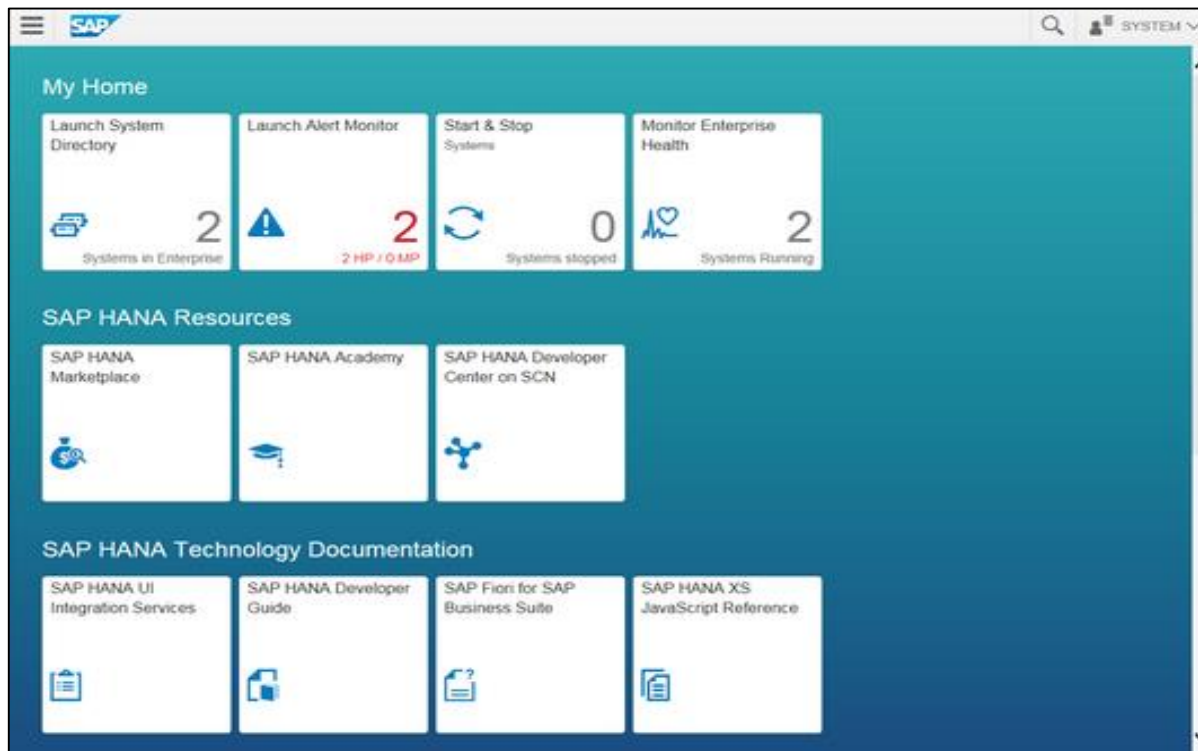 SAP
SYSTEM
My Home
Launch System
Directory
2
Systems in Enterprise
Launch Alert Monitor
2
2 HP / 0 MP
Start & Stop
Systems
0
Systems stopped
Monitor Enterprise
Health
2
Systems Running
SAP HANA Resources
SAP HANA
Marketplace
SAP HANA Academy
SAP HANA Developer
Center on SCN
SAP HANA Technology Documentation
SAP HANA UI
Integration Services
SAP HANA Developer
Guide
SAP Fiori for SAP
Business Suite
SAP HANA XS
JavaScript Reference